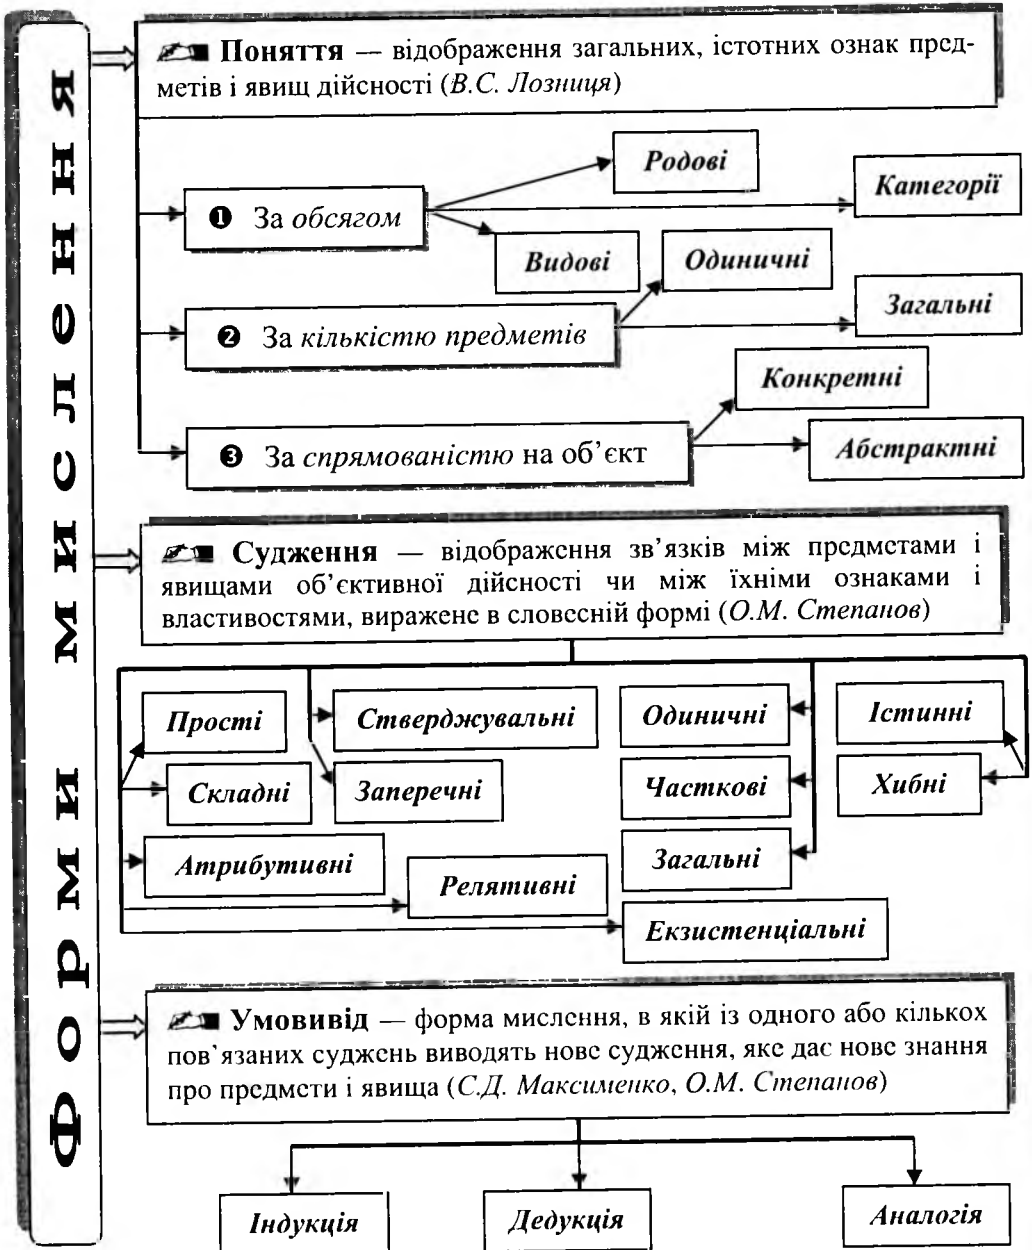 Форми мислення
Поняття — відображення загальних, істотних ознак пред-
метів і явищ дійсності (В.С. Лозниця)
Родові
Категорії
❶ За обсягом
Видові
Одиничні
Загальні
❷ За кількістю предметів
Конкретні
❸ За спрямованістю на об’єкт
Абстрактні
Судження — відображення зв’язків між предметами і
явищами об’єктивної дійсності чи між їхніми ознаками і
властивостями, виражене в словесній формі (О.М. Степанов)
Прості
Стверджувальні
Одиничні
Істинні
Складні
Заперечні
Часткові
Хибні
Атрибутивні
Релятивні
Загальні
Екзистенціальні
Умовивід — форма мислення, в якій із одного або кількох
пов’язаних суджень виводять нове судження, яке дає нове знання
про предмети і явища (С.Д. Максименко, О.М. Степанов)
Індукція
Дедукція
Аналогія